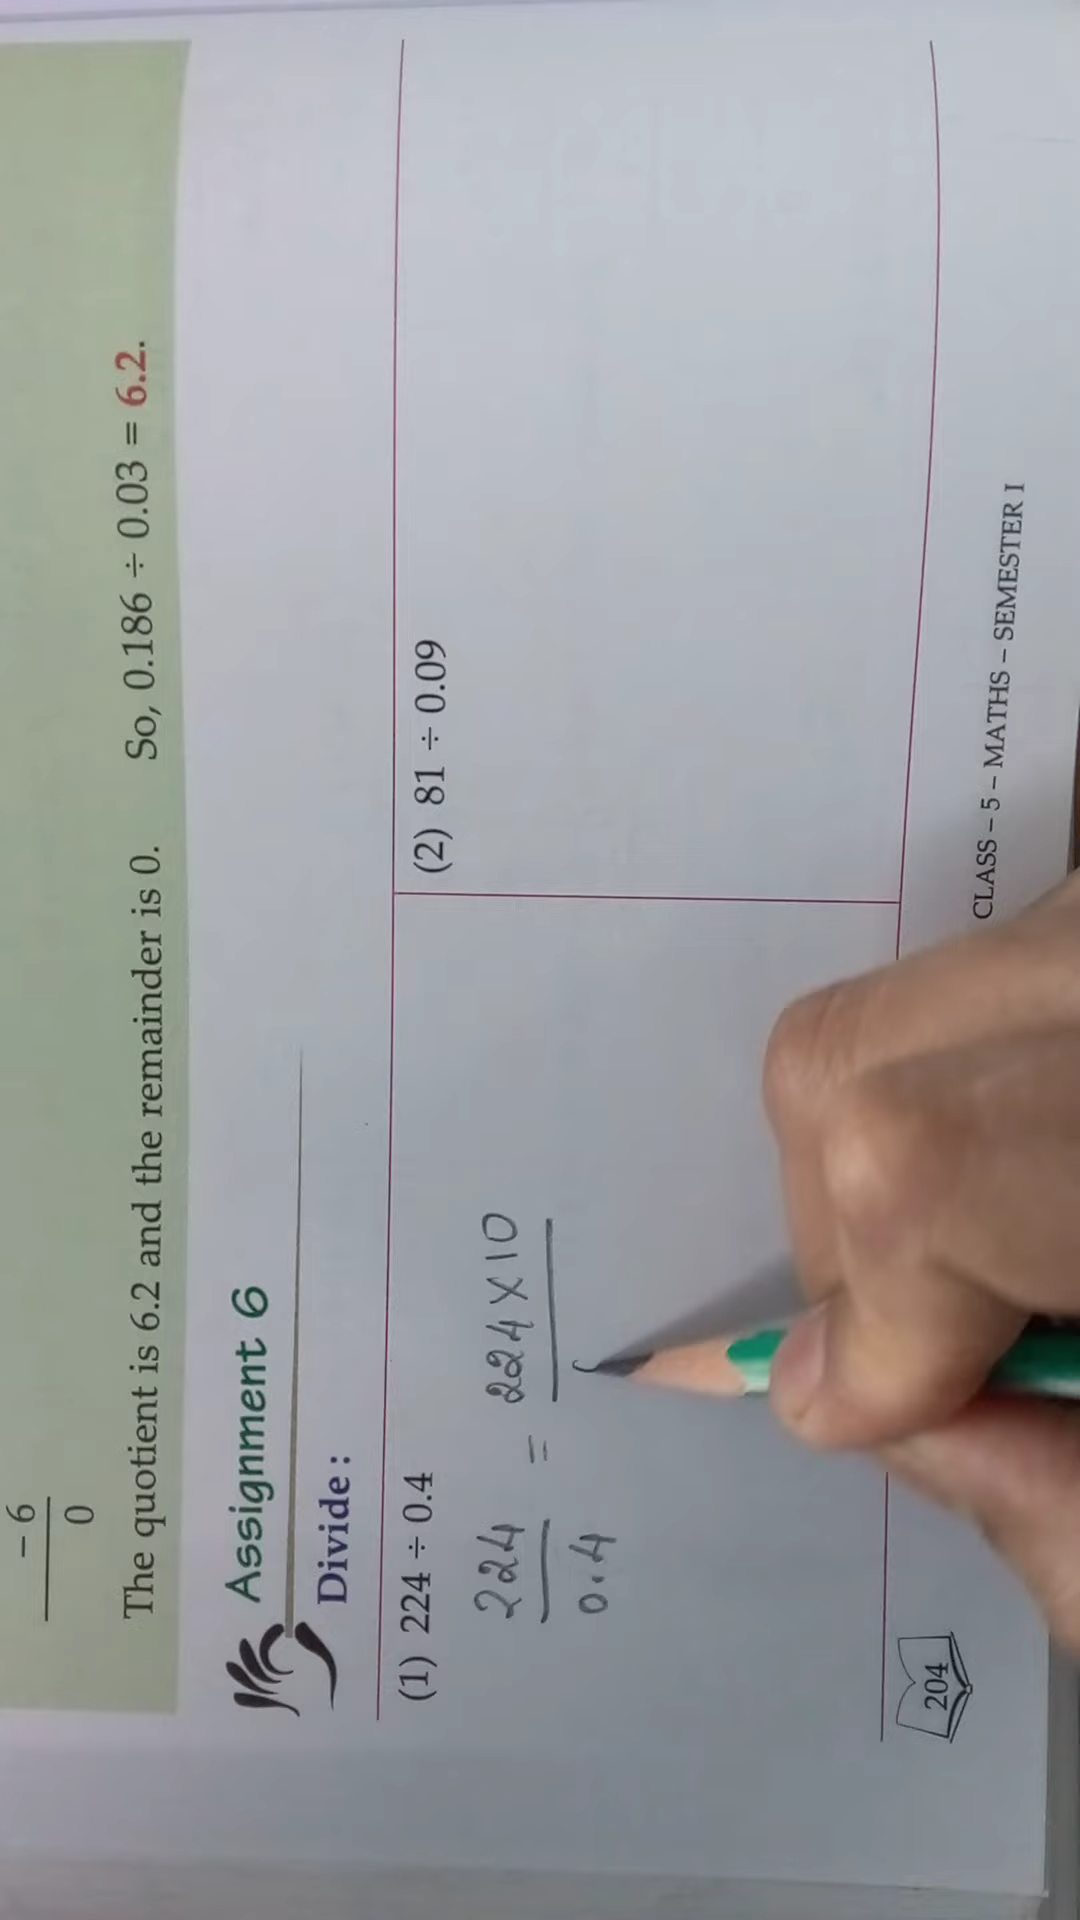 – 6
0
The quotient is 6.2 and the remainder is 0. So, 0.186 ÷ 0.03 = 6.2.
Assignment 6
Divide :
(1) 224 ÷ 0.4
224 = 224 × 10
0.4
(2) 81 ÷ 0.09
204
CLASS – 5 – MATHS – SEMESTER I